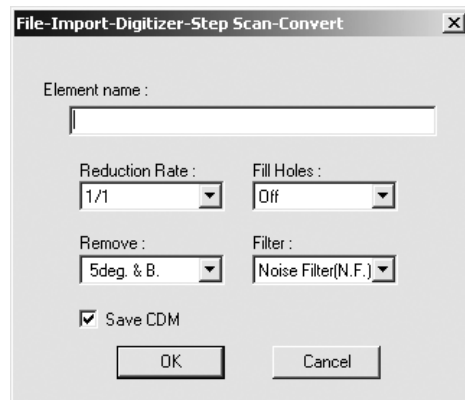 File-Import-Digitizer-Step Scan-Convert
Element name :
Reduction Rate : Fill Holes :
1/1 Off
Remove : Filter :
5deg. & B. Noise Filter(N.F.)
Save CDM
OK Cancel